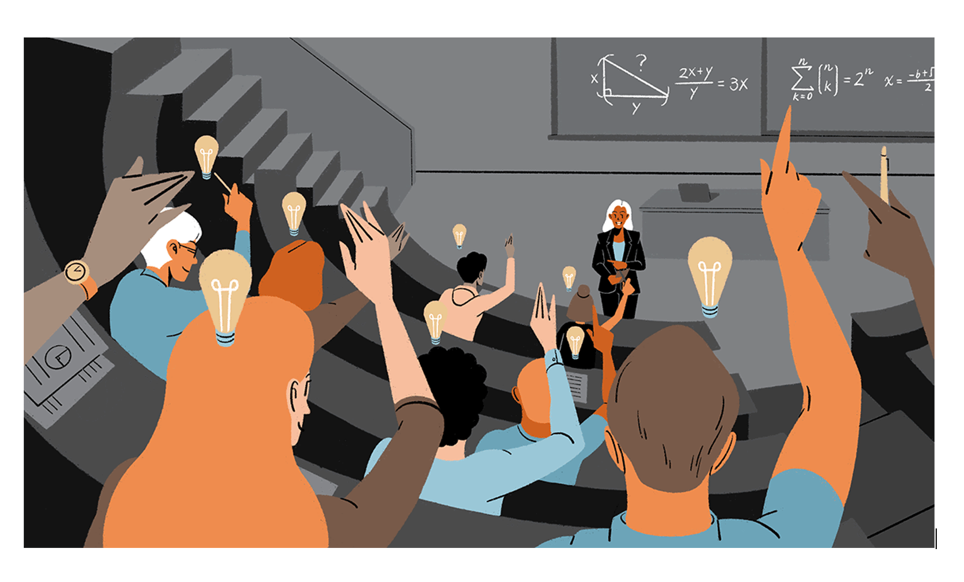 x
?
y
2x+y/y = 3x
n∑k=0 (n k) = 2ⁿ
x = -b+√/2